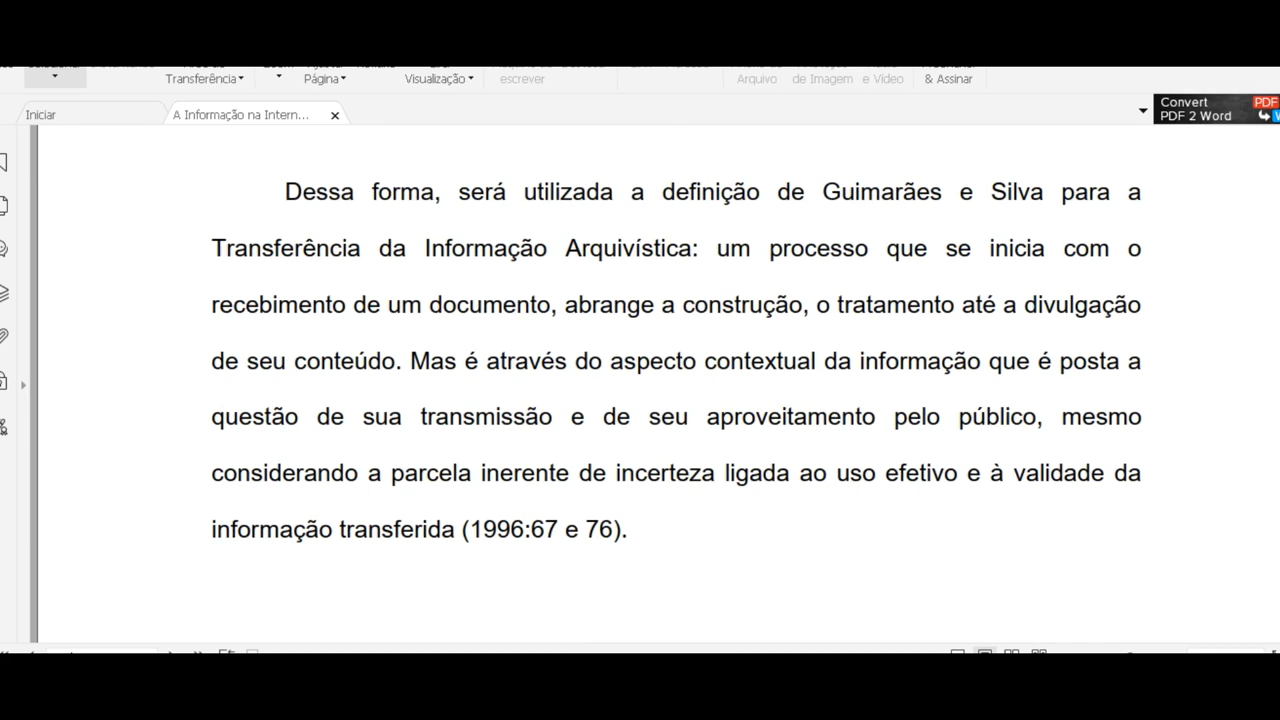 Transferência
Página
Visualização
escrever
Arquivo de Imagem e Vídeo & Assinar
Iniciar A Informação na Intern...
Convert PDF
PDF 2 Word
Dessa forma, será utilizada a definição de Guimarães e Silva para a
Transferência da Informação Arquivística: um processo que se inicia com o
recebimento de um documento, abrange a construção, o tratamento até a divulgação
de seu conteúdo. Mas é através do aspecto contextual da informação que é posta a
questão de sua transmissão e de seu aproveitamento pelo público, mesmo
considerando a parcela inerente de incerteza ligada ao uso efetivo e à validade da
informação transferida (1996:67 e 76).